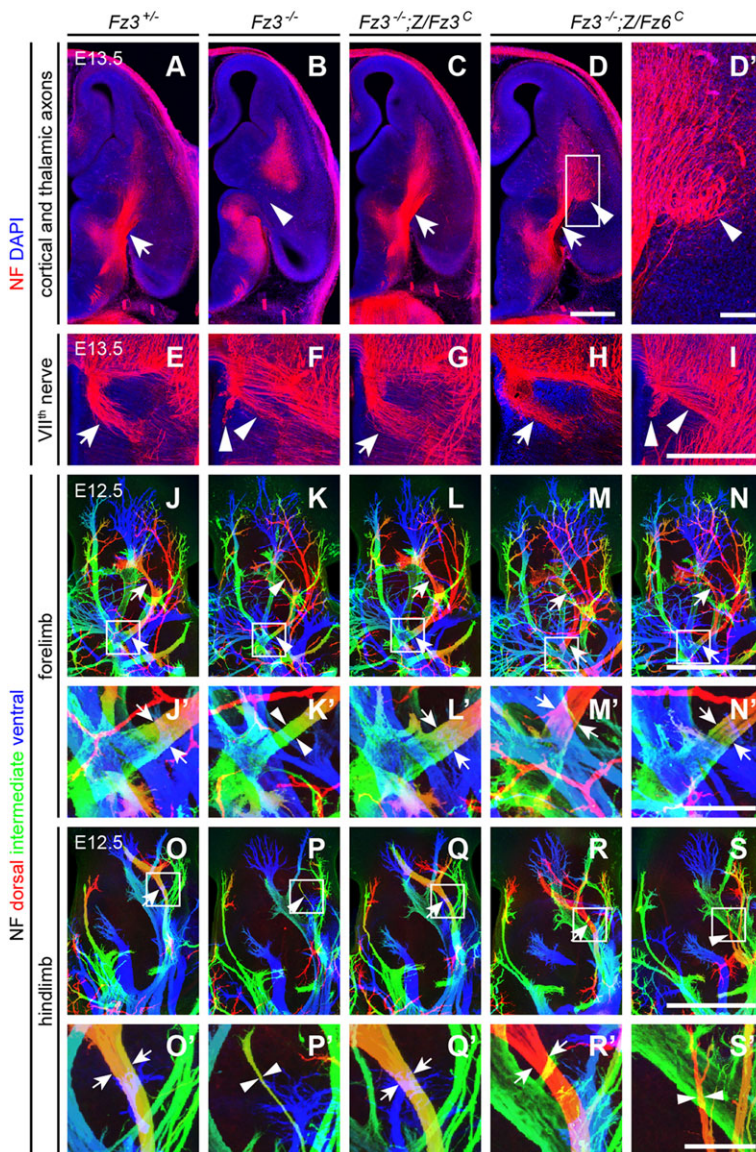 Fz3+/-
Fz3-/-
Fz3-/-;Z/Fz3C
Fz3-/-;Z/Fz6C
NF DAPI
cortical and thalamic axons
E13.5
A
B
C
D
D'
VIIth nerve
E13.5
E
F
G
H
I
NF dorsal intermediate ventral
forelimb
E12.5
J
K
L
M
N
J'
K'
L'
M'
N'
hindlimb
E12.5
O
P
Q
R
S
O'
P'
Q'
R'
S'